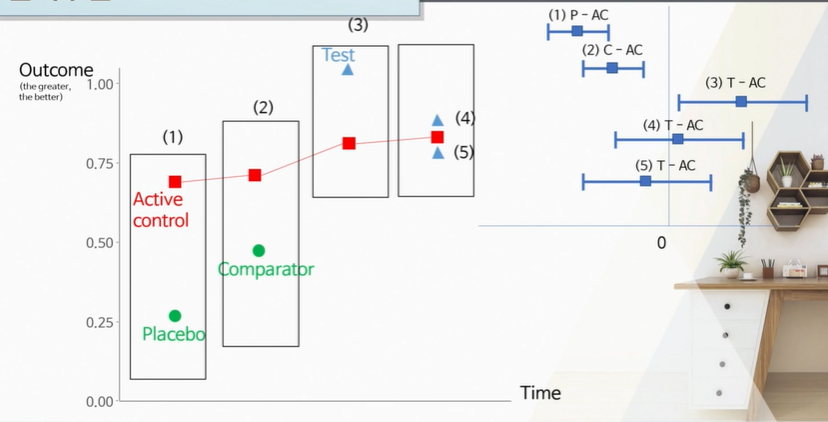 Outcome
(the greater,
the better)
1.00
0.75
0.50
0.25
0.00
Time
(1)
Active
control
Placebo
(2)
Comparator
(3)
Test
(4)
(5)
(1) P – AC
(2) C – AC
(3) T – AC
(4) T – AC
(5) T – AC
0